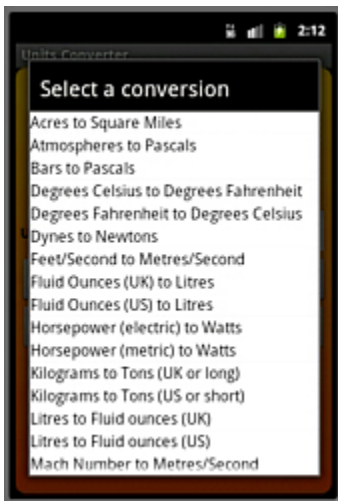 2:12
Units Converter
Select a conversion
Acres to Square Miles
Atmospheres to Pascals
Bars to Pascals
Degrees Celsius to Degrees Fahrenheit
Degrees Fahrenheit to Degrees Celsius
Dynes to Newtons
Feet/Second to Metres/Second
Fluid Ounces (UK) to Litres
Fluid Ounces (US) to Litres
Horsepower (electric) to Watts
Horsepower (metric) to Watts
Kilograms to Tons (UK or long)
Kilograms to Tons (US or short)
Litres to Fluid ounces (UK)
Litres to Fluid ounces (US)
Mach Number to Metres/Second